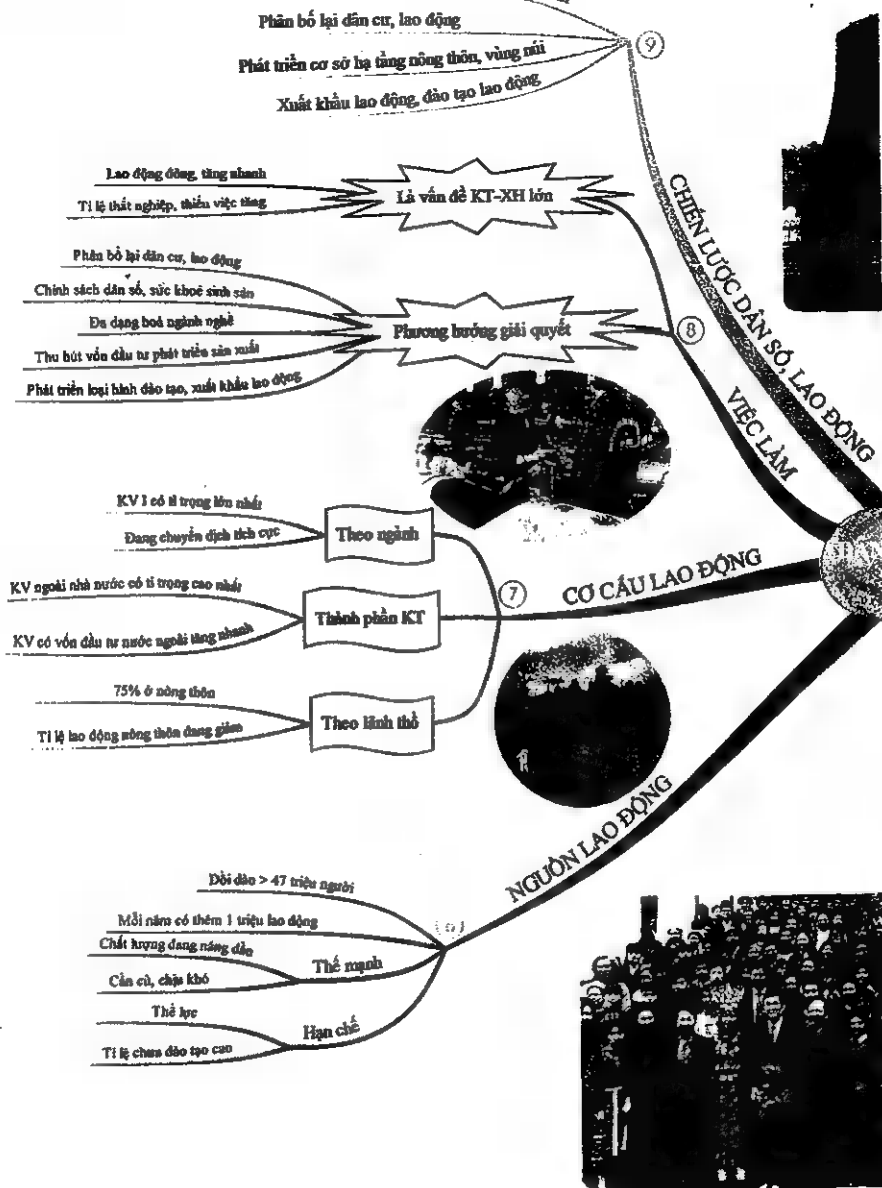 Phân bố lại dân cư, lao động
Phát triển cơ sở hạ tầng nông thôn, vùng núi
Xuất khẩu lao động, đào tạo lao động
9
CHIẾN LƯỢC DÂN SỐ, LAO ĐỘNG
Lao động đông, tăng nhanh
Tỉ lệ thất nghiệp, thiếu việc tăng
Là vấn đề KT-XH lớn
Phân bố lại dân cư, lao động
Chính sách dân số, sức khoẻ sinh sản
Đa dạng hoá ngành nghề
Thu hút vốn đầu tư phát triển sản xuất
Phát triển loại hình đào tạo, xuất khẩu lao động
Phương hướng giải quyết
8
VIỆC LÀM
KV I có tỉ trọng lớn nhất
Đang chuyển dịch tích cực
Theo ngành
KV ngoài nhà nước có tỉ trọng cao nhất
KV có vốn đầu tư nước ngoài tăng nhanh
Thành phần KT
75% ở nông thôn
Tỉ lệ lao động nông thôn đang giảm
Theo lãnh thổ
7
CƠ CẤU LAO ĐỘNG
DÂN
Dồi dào > 47 triệu người
Mỗi năm có thêm 1 triệu lao động
Chất lượng đang nâng dần
Cần cù, chịu khó
Thế mạnh
Thể lực
Tỉ lệ chưa đào tạo cao
Hạn chế
6
NGUỒN LAO ĐỘNG